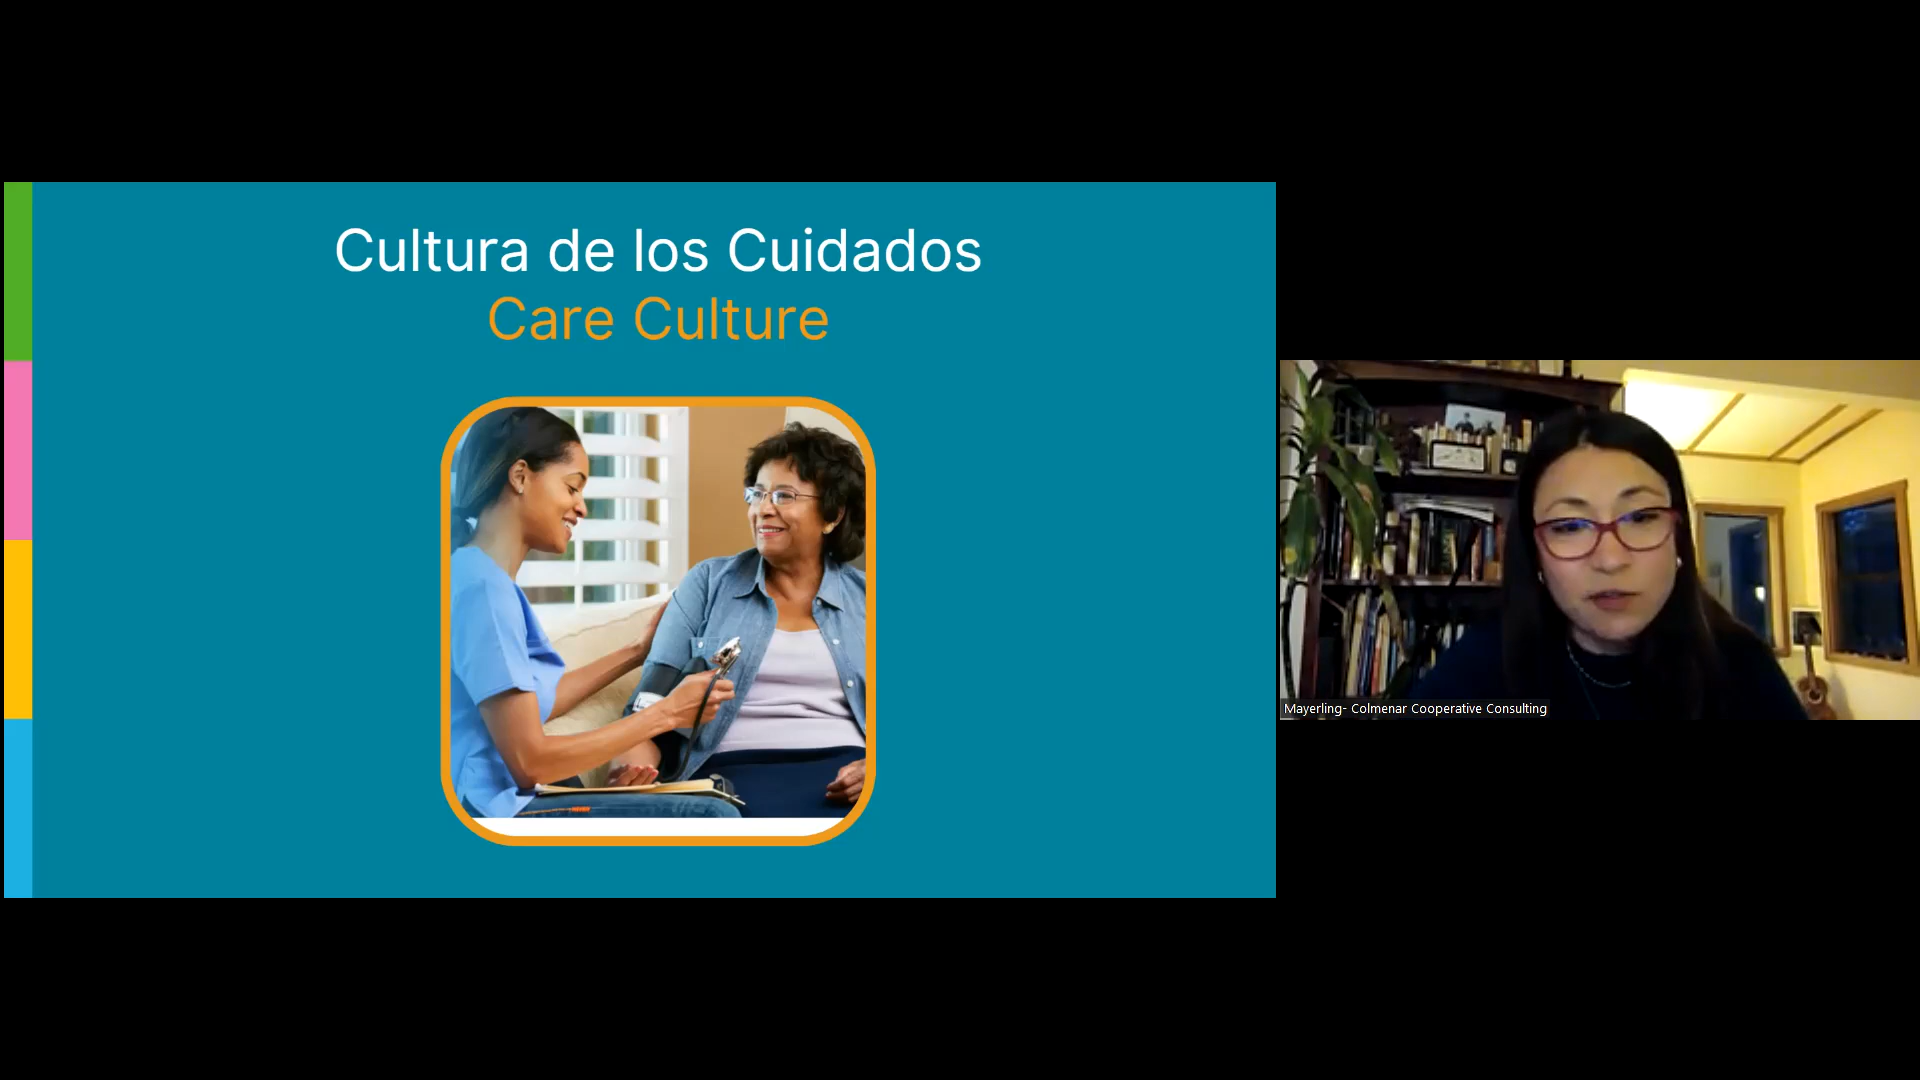 Cultura de los Cuidados
Care Culture
Mayerling- Colmenar Cooperative Consulting